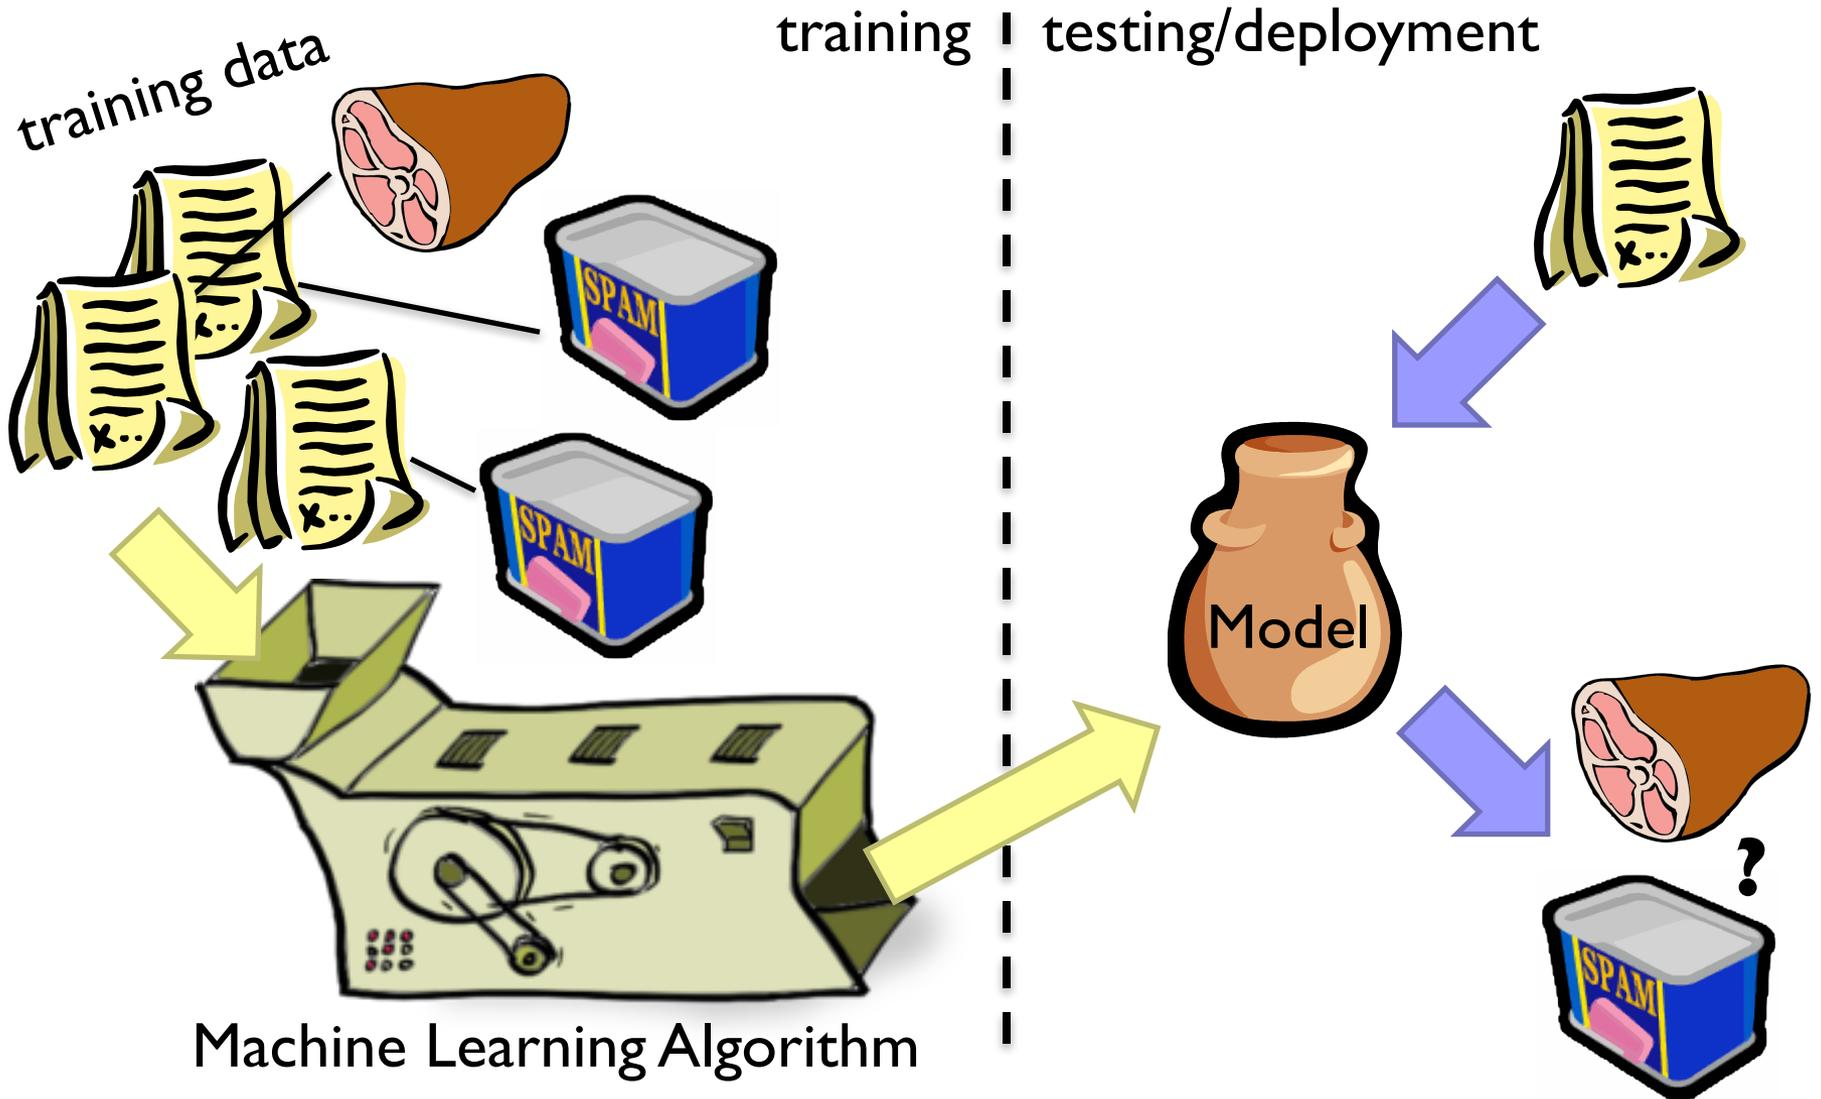 training
testing/deployment
training data
SPAM
SPAM
x..
x..
x..
x..
Model
?
SPAM
Machine Learning Algorithm